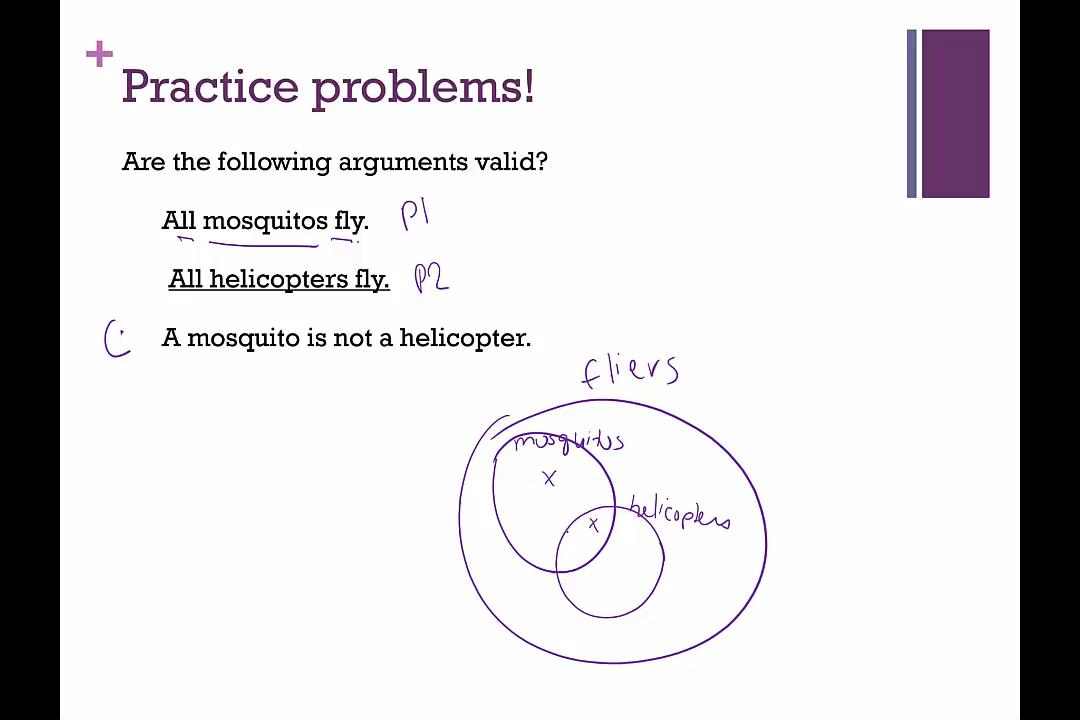 +
Practice problems!
Are the following arguments valid?
All mosquitos fly. P1
All helicopters fly. P2
C A mosquito is not a helicopter.
fliers
mosquitos
x
helicopters
x